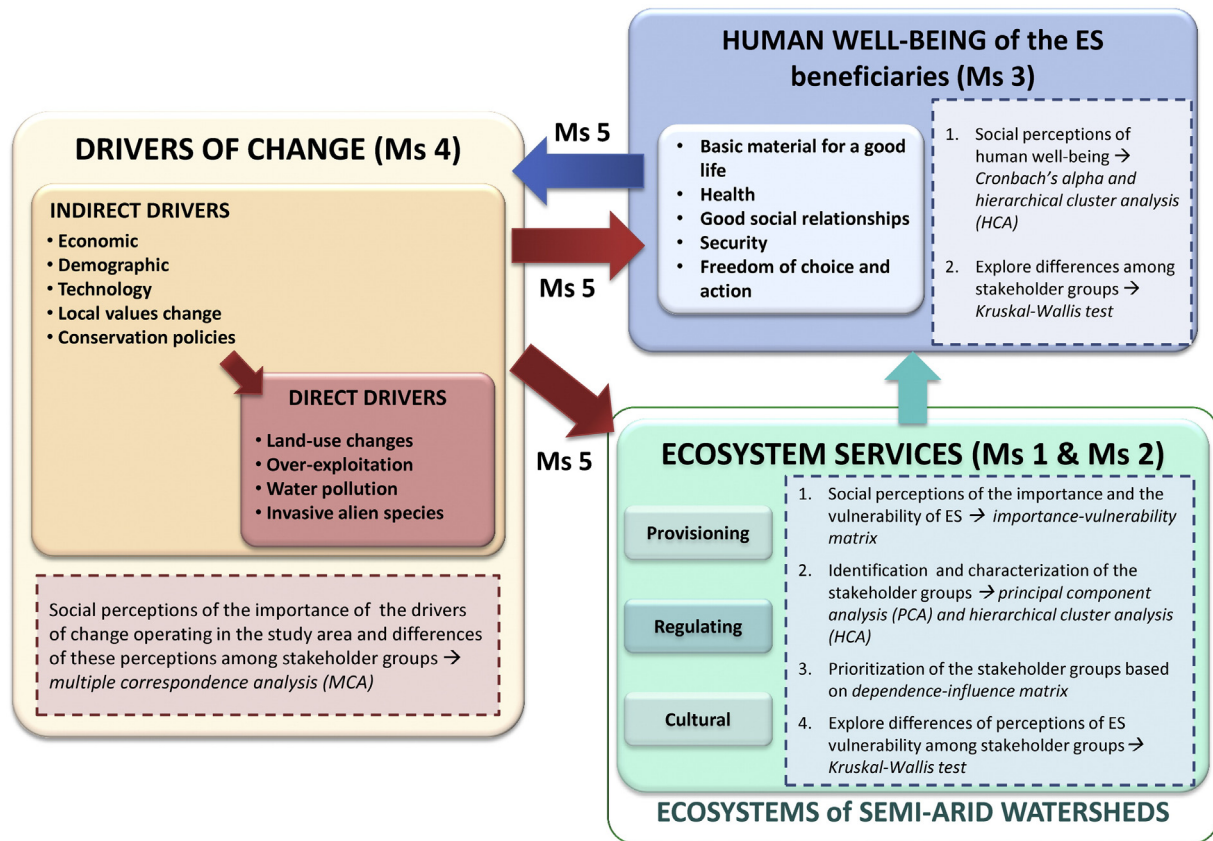 HUMAN WELL-BEING of the ES
beneficiaries (Ms 3)
• Basic material for a good
life
• Health
• Good social relationships
• Security
• Freedom of choice and
action
1. Social perceptions of
human well-being →
Cronbach's alpha and
hierarchical cluster analysis
(HCA)
2. Explore differences among
stakeholder groups →
Kruskal-Wallis test
Ms 5
Ms 5
Ms 5
DRIVERS OF CHANGE (Ms 4)
INDIRECT DRIVERS
• Economic
• Demographic
• Technology
• Local values change
• Conservation policies
DIRECT DRIVERS
• Land-use changes
• Over-exploitation
• Water pollution
• Invasive alien species
Social perceptions of the importance of the drivers
of change operating in the study area and differences
of these perceptions among stakeholder groups →
multiple correspondence analysis (MCA)
ECOSYSTEM SERVICES (Ms 1 & Ms 2)
Provisioning
Regulating
Cultural
1. Social perceptions of the importance and the
vulnerability of ES → importance-vulnerability
matrix
2. Identification and characterization of the
stakeholder groups → principal component
analysis (PCA) and hierarchical cluster analysis
(HCA)
3. Prioritization of the stakeholder groups based
on dependence-influence matrix
4. Explore differences of perceptions of ES
vulnerability among stakeholder groups →
Kruskal-Wallis test
ECOSYSTEMS of SEMI-ARID WATERSHEDS